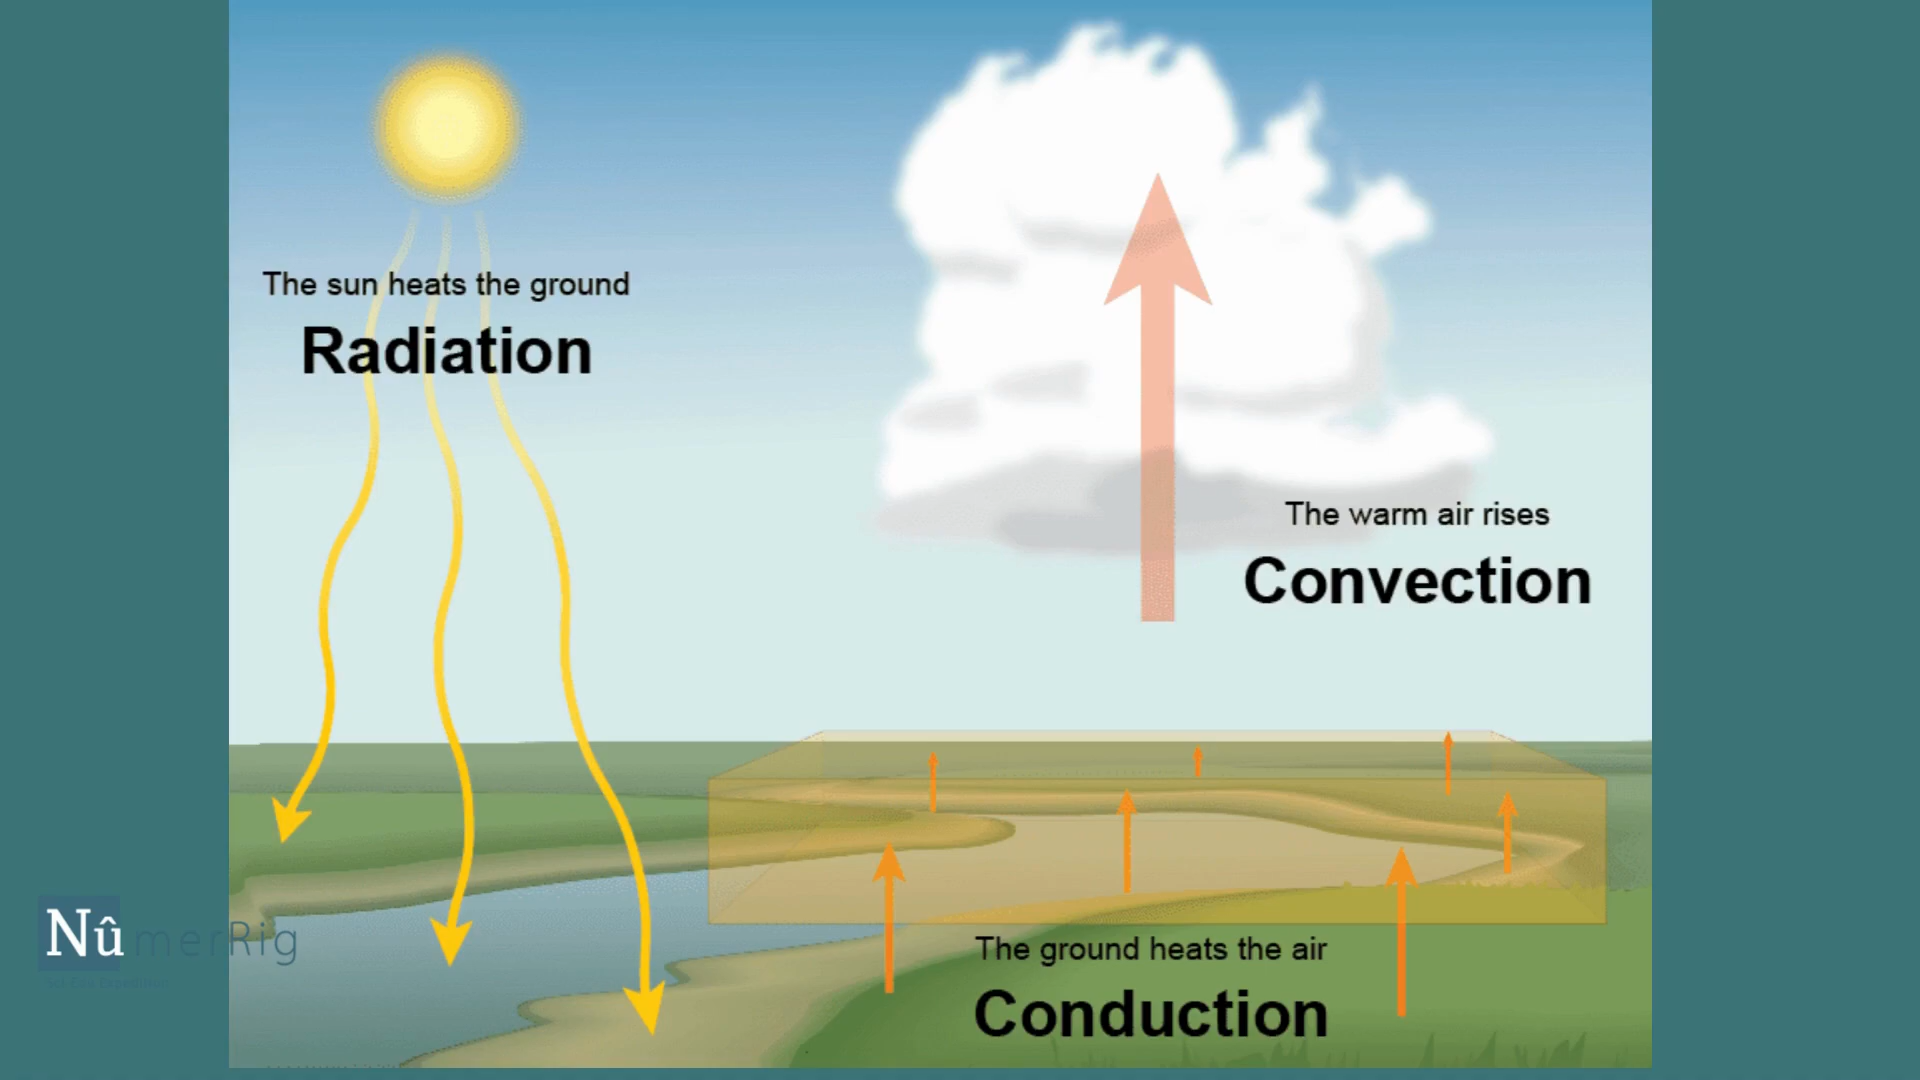 The sun heats the ground
Radiation
The warm air rises
Convection
The ground heats the air
Conduction
NûmerRig